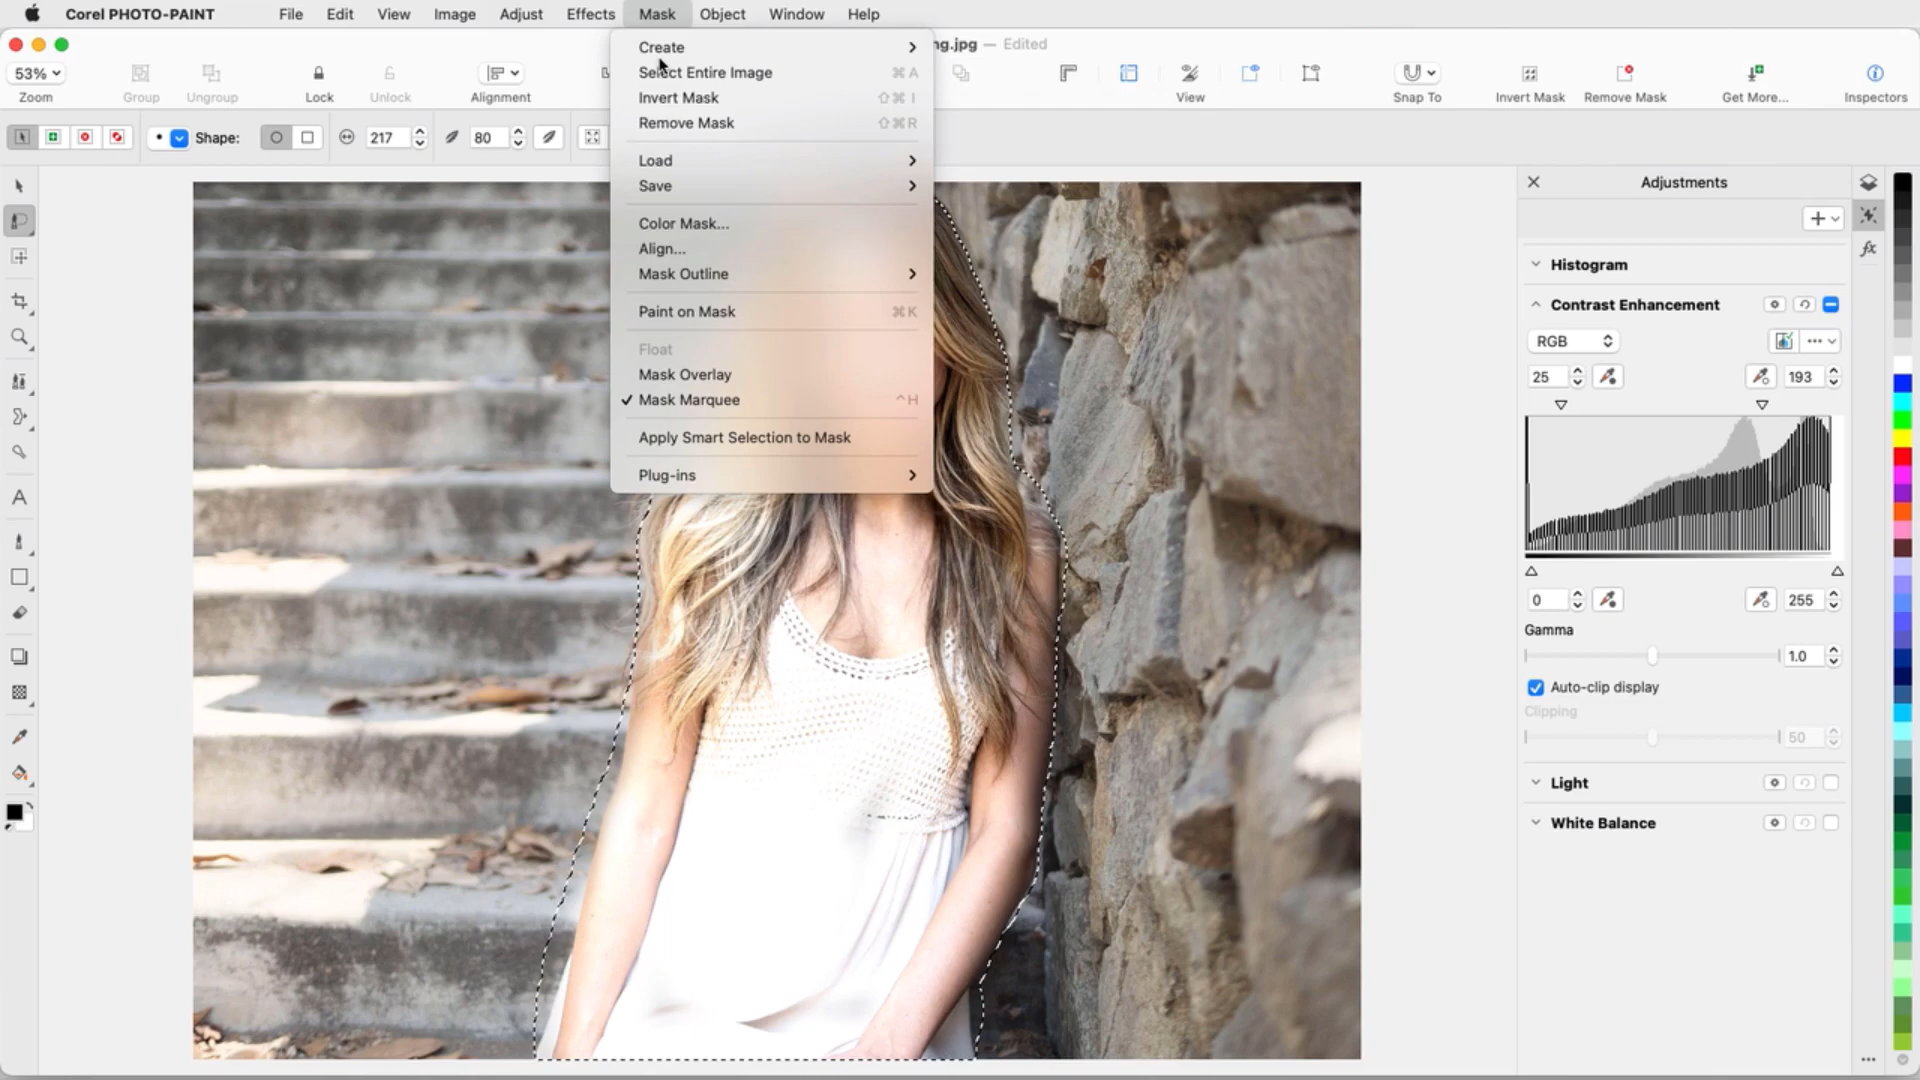 Corel PHOTO-PAINT File Edit View Image Adjust Effects Mask Object Window Help
ng.jpg — Edited
53%
Zoom Group Ungroup Lock Unlock Alignment View Snap To Invert Mask Remove Mask Get More... Inspectors
Shape: 217 80
Create
Select Entire Image ⌘ A
Invert Mask ⇧⌘ I
Remove Mask ⇧⌘R
Load
Save
Color Mask...
Align...
Mask Outline
Paint on Mask ⌘K
Float
Mask Overlay
Mask Marquee ^H
Apply Smart Selection to Mask
Plug-ins
Adjustments
Histogram
Contrast Enhancement
RGB
25 193
0 255
Gamma
1.0
Auto-clip display
Clipping
50
Light
White Balance